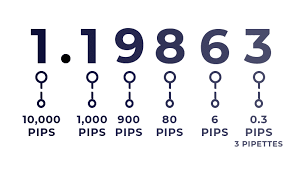 1.19863
10,000 1,000 900 80 6 0.3
PIPS PIPS PIPS PIPS PIPS PIPS
3 PIPETTES